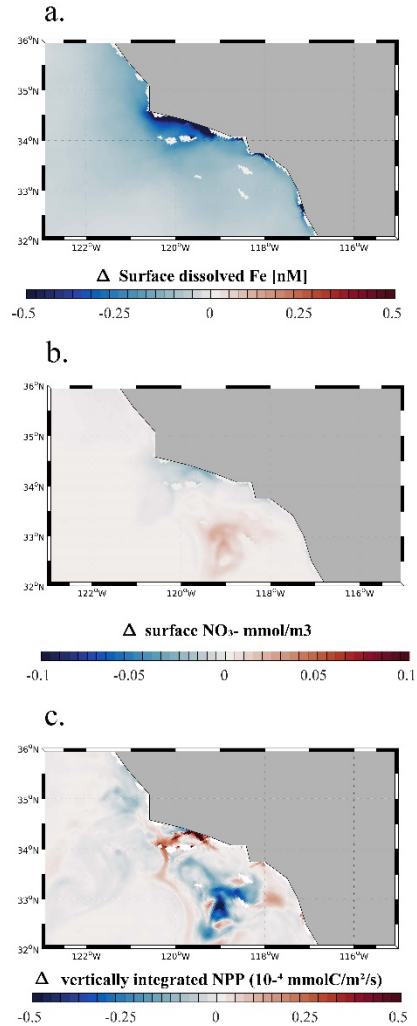 a.
36°N
35°N
34°N
33°N
32°N
122°W 120°W 118°W 116°W
Δ Surface dissolved Fe [nM]
-0.5 -0.25 0 0.25 0.5
b.
36°N
35°N
34°N
33°N
32°N
122°W 120°W 118°W 116°W
Δ surface NO₃- mmol/m3
-0.1 -0.05 0 0.05 0.1
c.
36°N
35°N
34°N
33°N
32°N
122°W 120°W 118°W 116°W
Δ vertically integrated NPP (10⁻⁴ mmolC/m²/s)
-0.5 -0.25 0 0.25 0.5